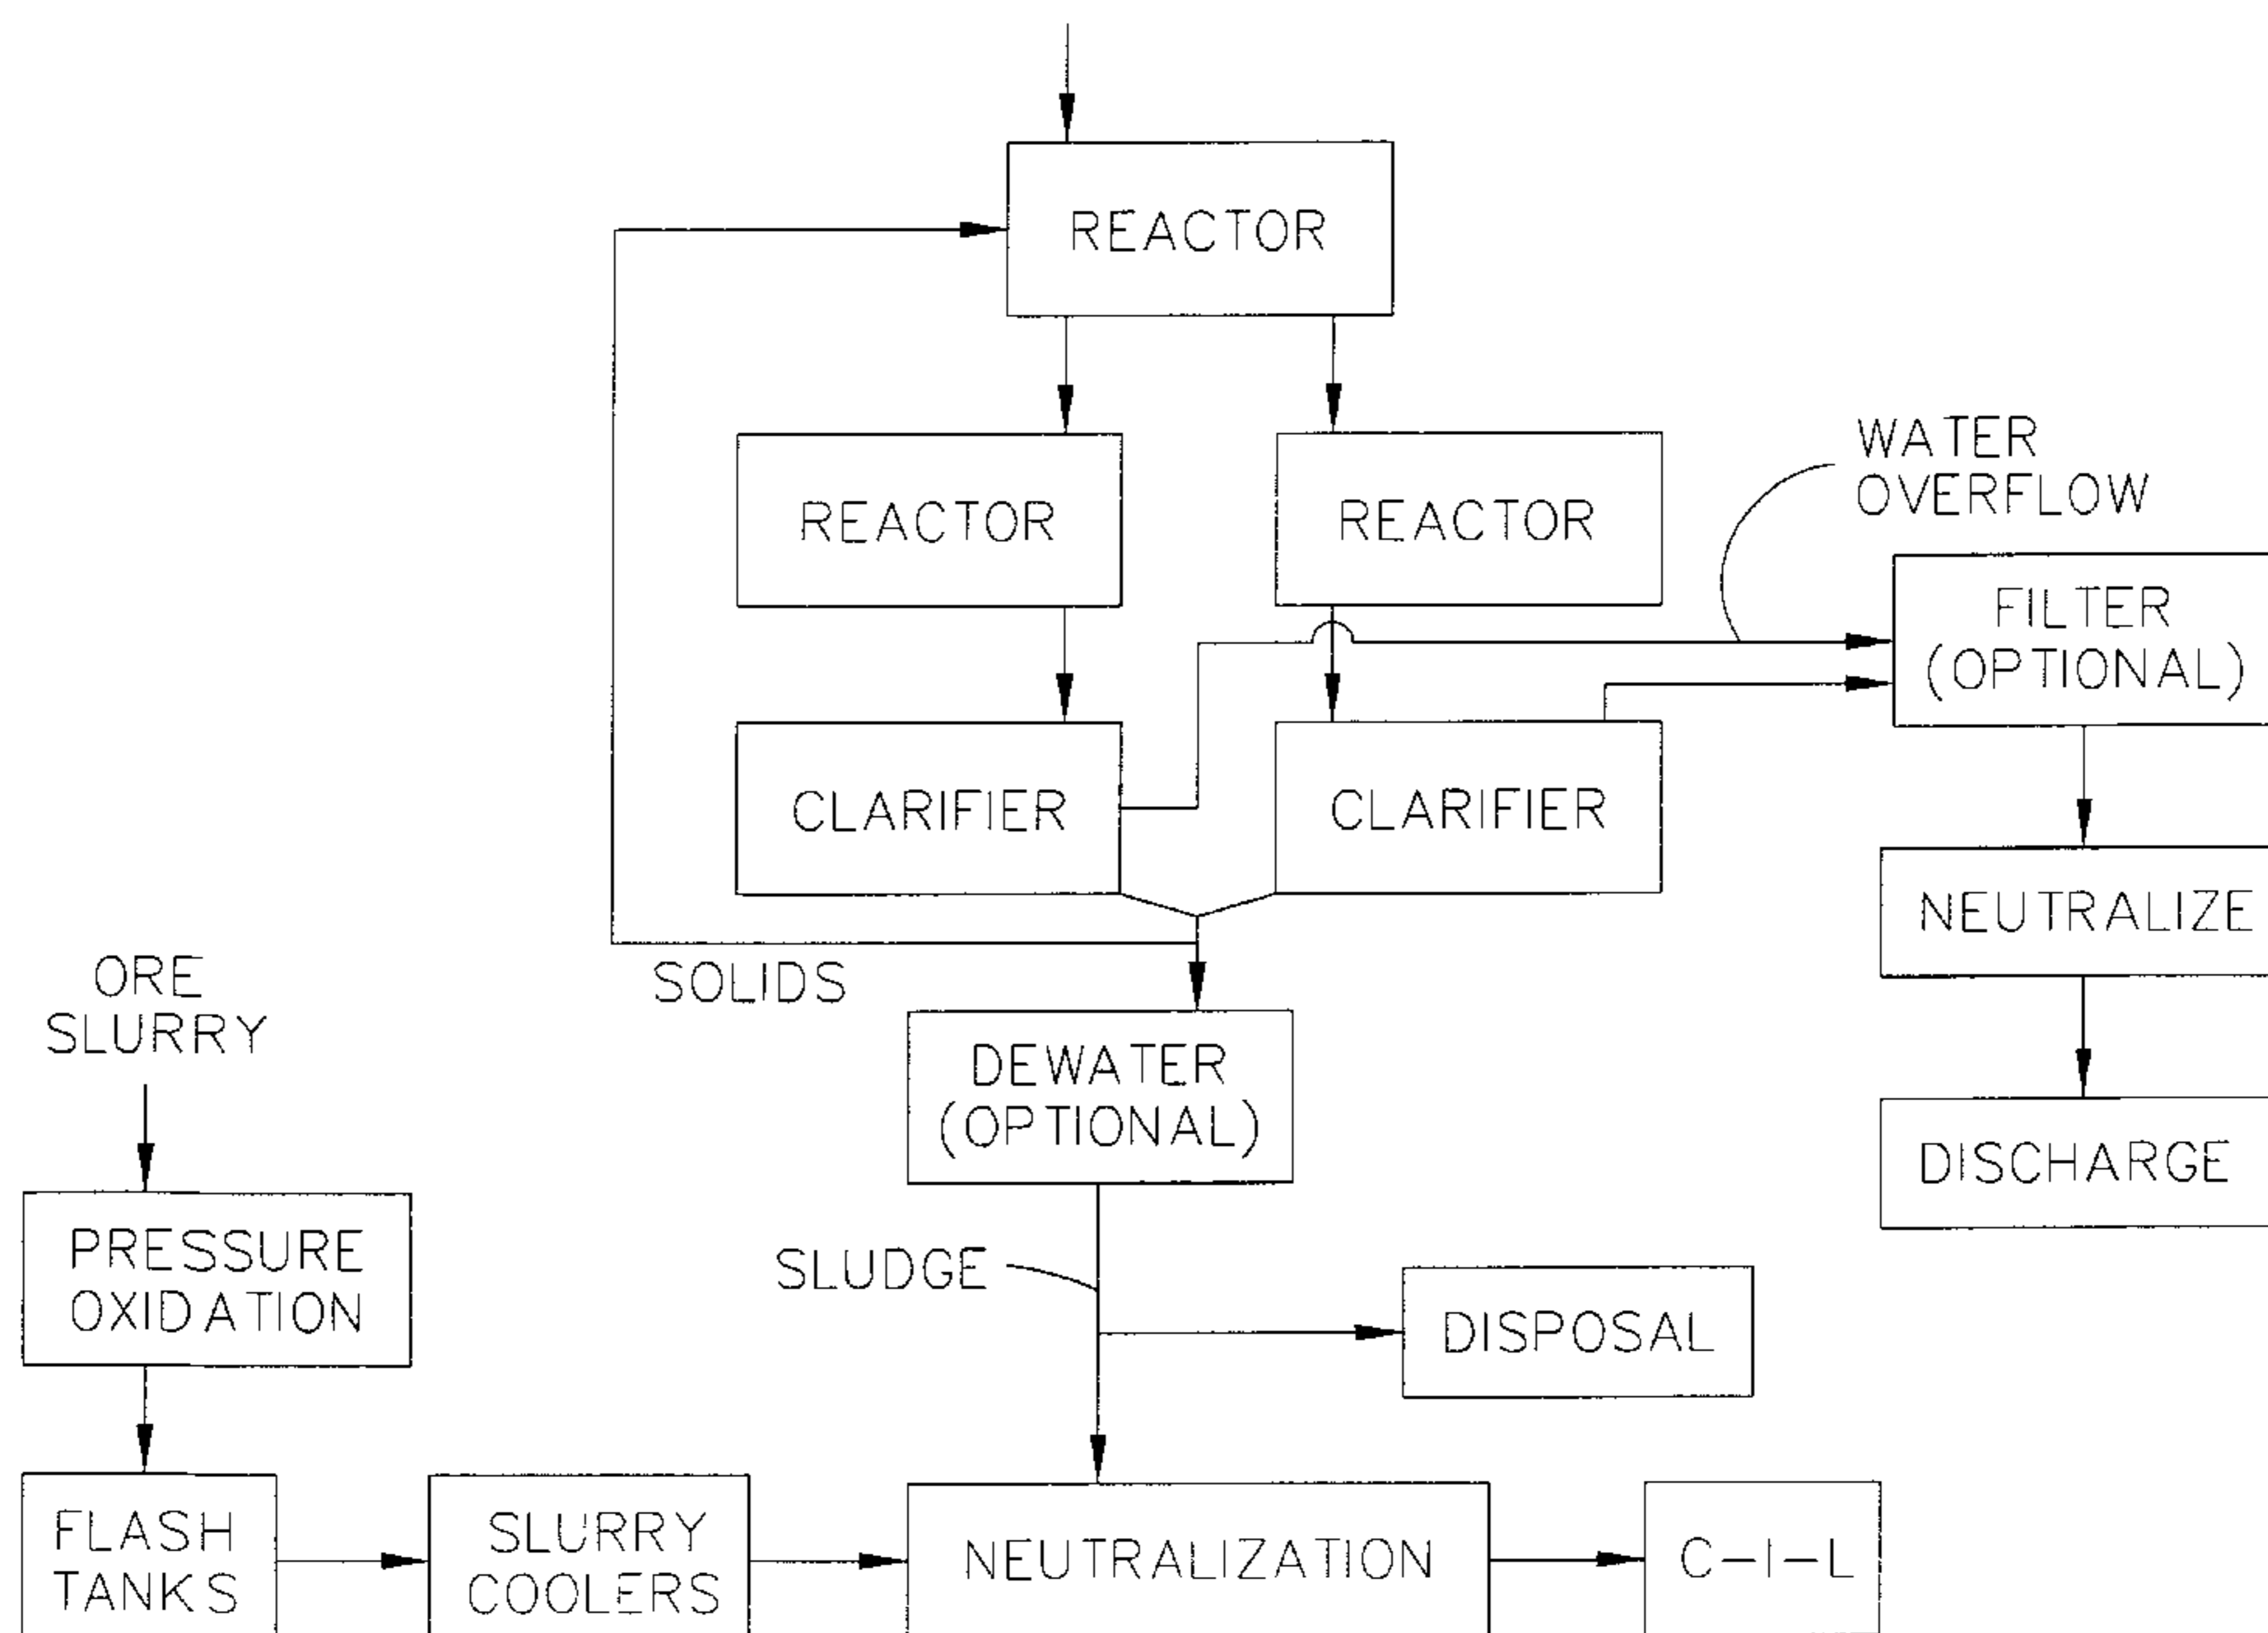 REACTOR
REACTOR
REACTOR
WATER
OVERFLOW
FILTER
(OPTIONAL)
CLARIFIER
CLARIFIER
NEUTRALIZE
SOLIDS
ORE
SLURRY
DEWATER
(OPTIONAL)
DISCHARGE
PRESSURE
OXIDATION
SLUDGE
DISPOSAL
FLASH
TANKS
SLURRY
COOLERS
NEUTRALIZATION
C-I-L